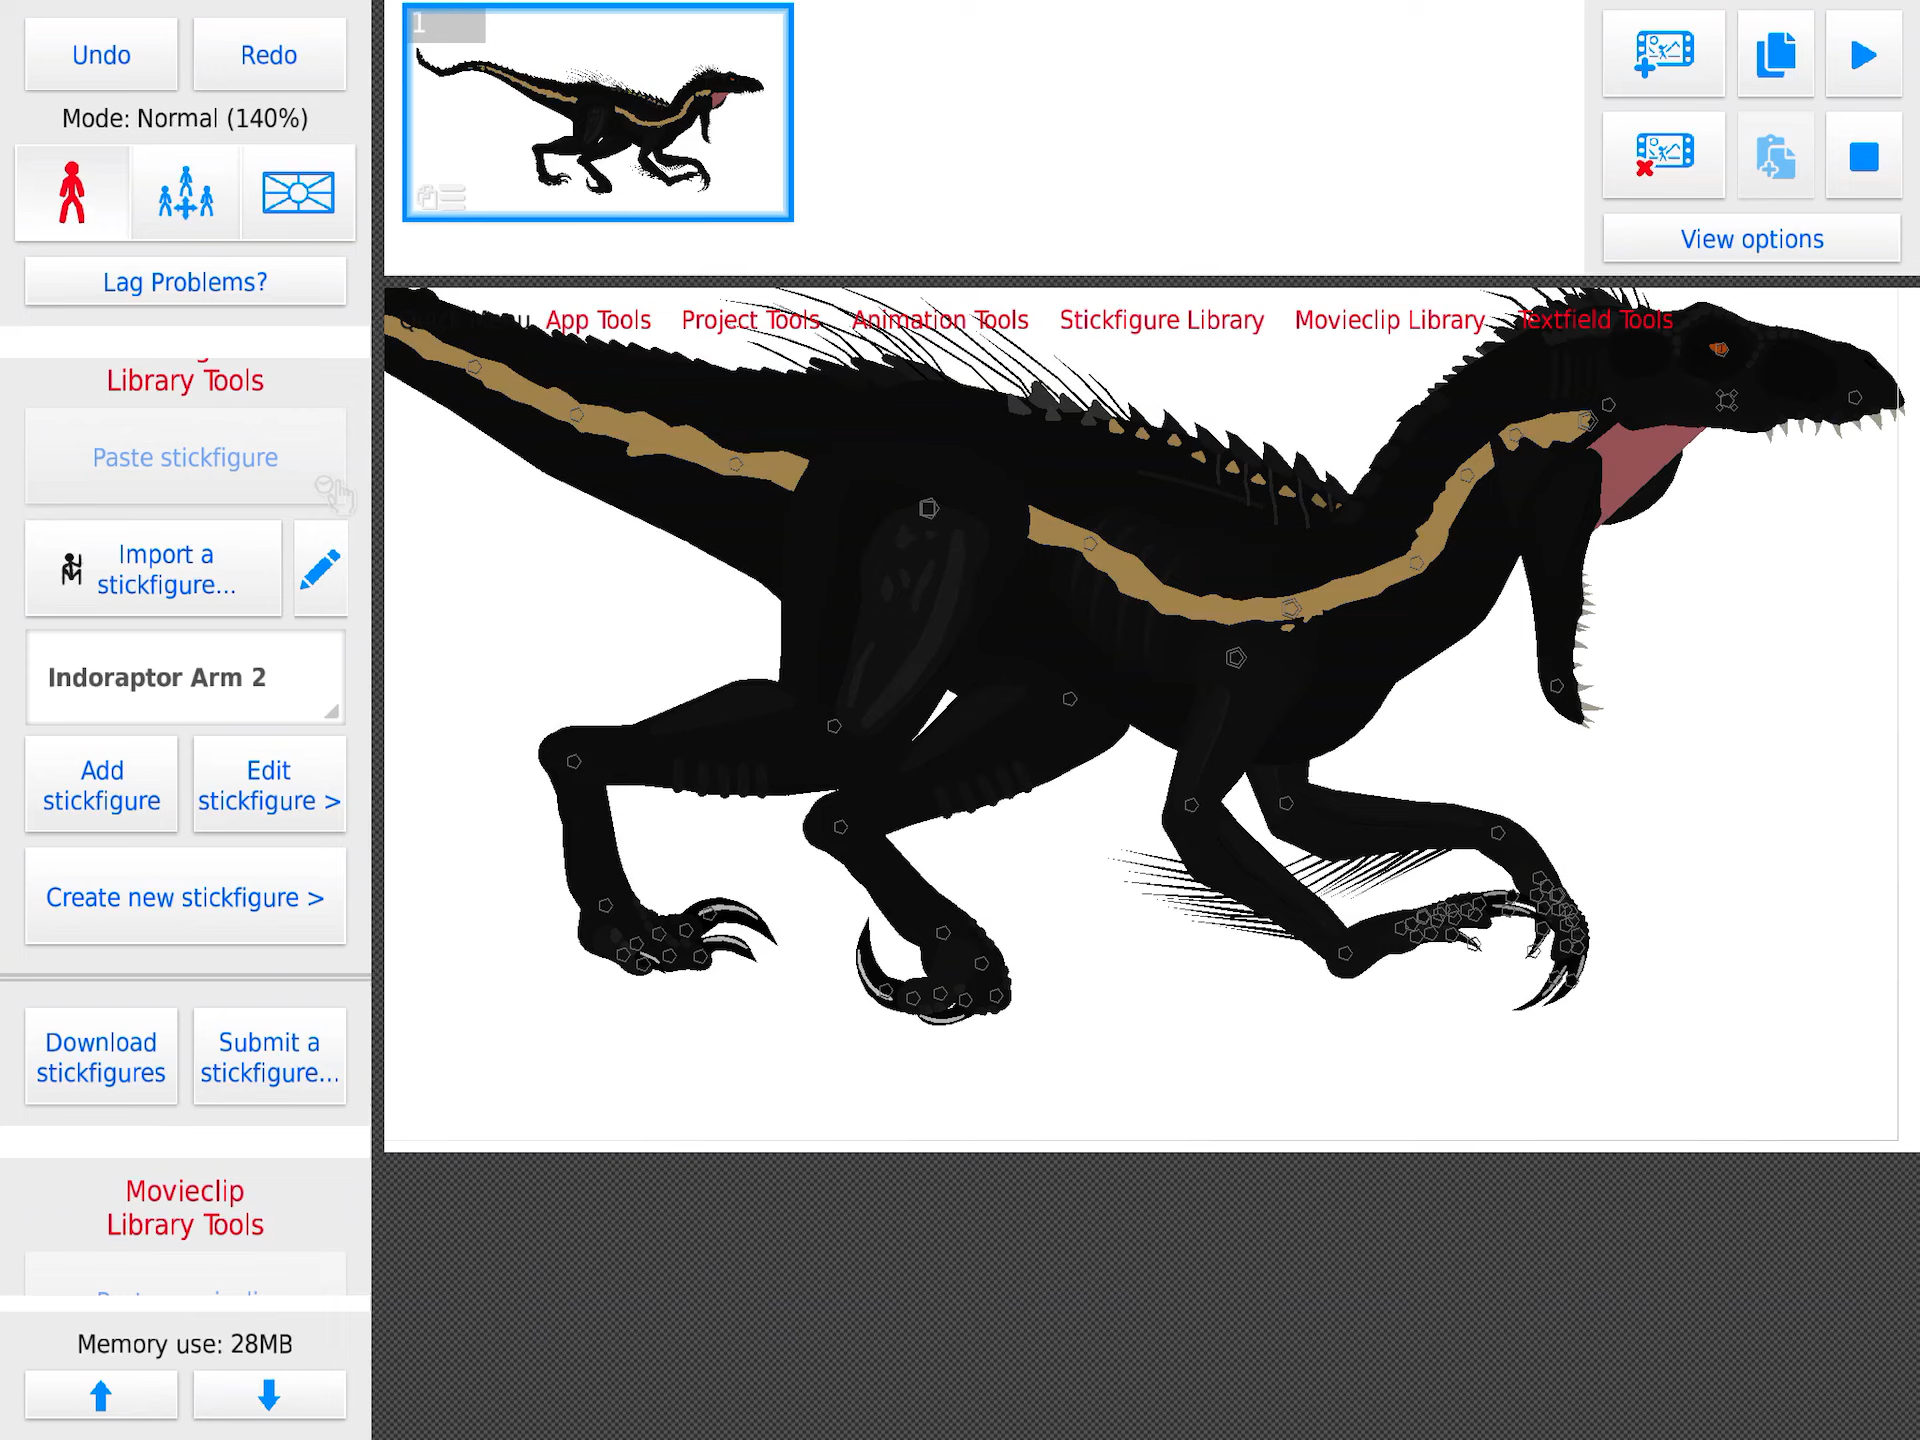 Undo
Redo
Mode: Normal (140%)
Lag Problems?
Library Tools
Paste stickfigure
Import a
stickfigure...
Indoraptor Arm 2
Add
stickfigure
Edit
stickfigure >
Create new stickfigure >
Download
stickfigures
Submit a
stickfigure...
Movieclip
Library Tools
Memory use: 28MB
1
View options
Quick Menu
App Tools
Project Tools
Animation Tools
Stickfigure Library
Movieclip Library
Textfield Tools